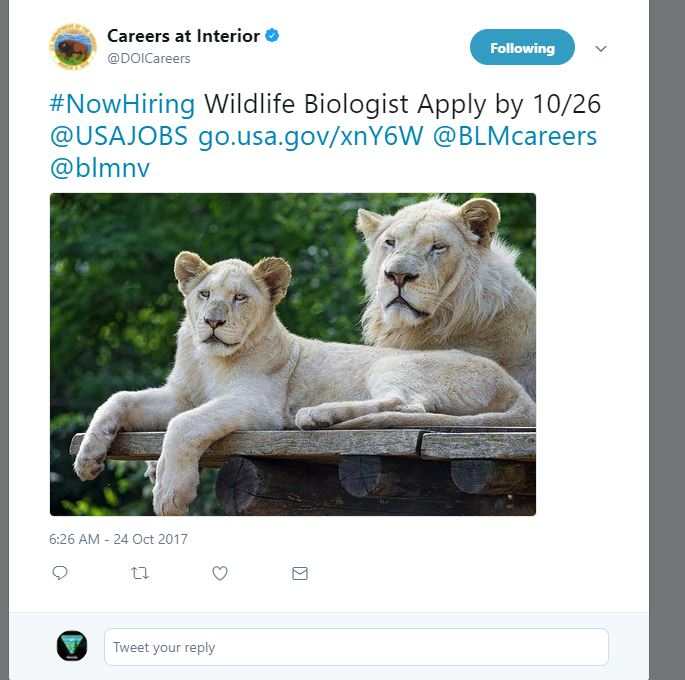 Careers at Interior
@DOICareers
Following
#NowHiring Wildlife Biologist Apply by 10/26
@USAJOBS go.usa.gov/xnY6W @BLMcareers
@blmnv
6:26 AM - 24 Oct 2017
Tweet your reply